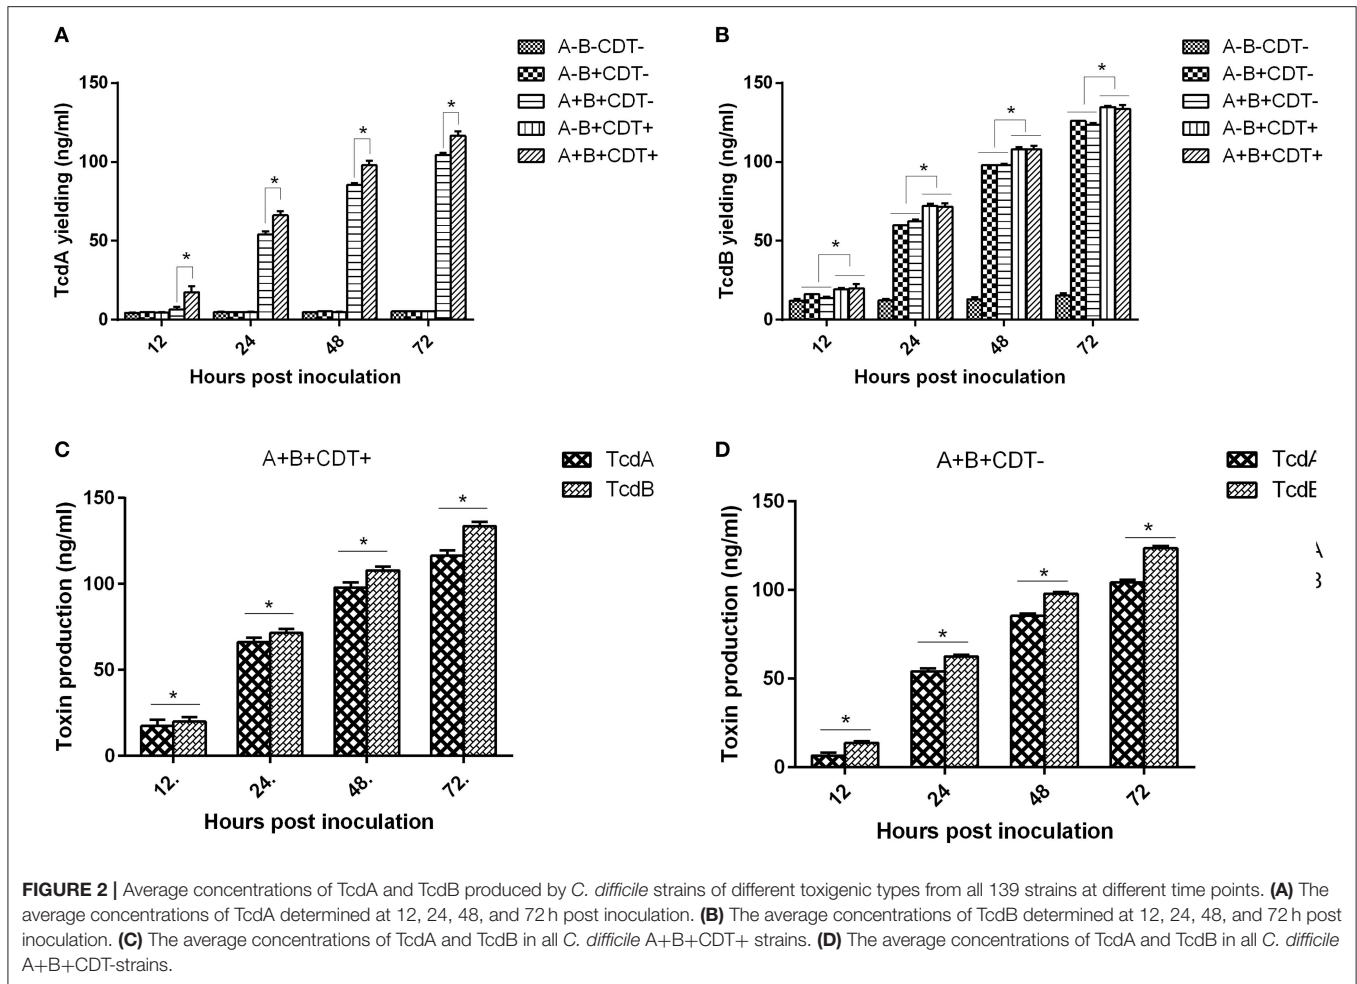 A
A-B-CDT-
A-B+CDT-
A+B+CDT-
A-B+CDT+
A+B+CDT+
TcdA yielding (ng/ml)
150
100
50
0
*
*
*
*
12
24
48
72
Hours post inoculation
B
A-B-CDT-
A-B+CDT-
A+B+CDT-
A-B+CDT+
A+B+CDT+
TcdB yielding (ng/ml)
150
100
50
0
*
*
*
*
12
24
48
72
Hours post inoculation
C
A+B+CDT+
TcdA
TcdB
Toxin production (ng/ml)
150
100
50
0
*
*
*
*
12.
24.
48.
72.
Hours post inoculation
D
A+B+CDT-
Toxin production (ng/ml)
150
100
50
0
*
*
*
*
12
24
48
72
Hours post inoculation
FIGURE 2 | Average concentrations of TcdA and TcdB produced by C. difficile strains of different toxigenic types from all 139 strains at different time points. (A) The
average concentrations of TcdA determined at 12, 24, 48, and 72 h post inoculation. (B) The average concentrations of TcdB determined at 12, 24, 48, and 72 h post
inoculation. (C) The average concentrations of TcdA and TcdB in all C. difficile A+B+CDT+ strains. (D) The average concentrations of TcdA and TcdB in all C. difficile
A+B+CDT-strains.